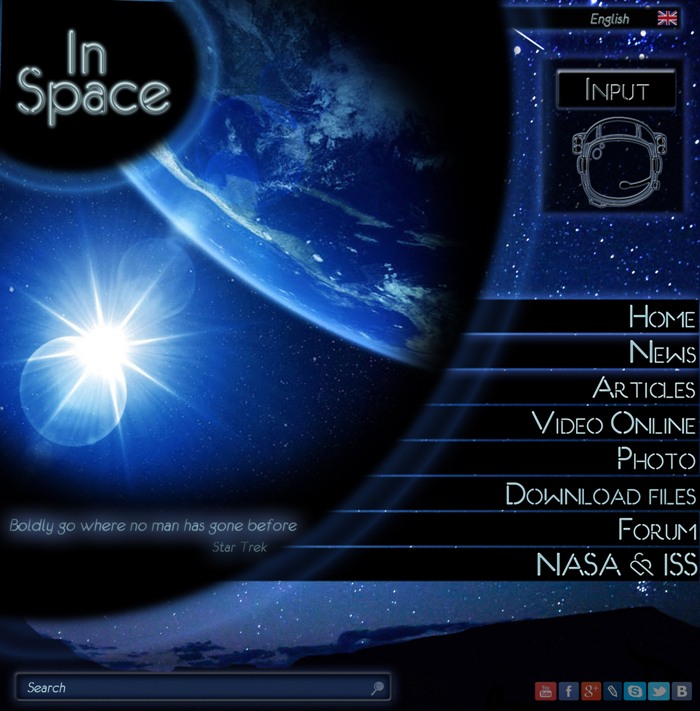 In
Space
English
Input
Home
News
Articles
Video Online
Photo
Download files
Forum
NASA & ISS
Boldly go where no man has gone before
Star Trek
Search